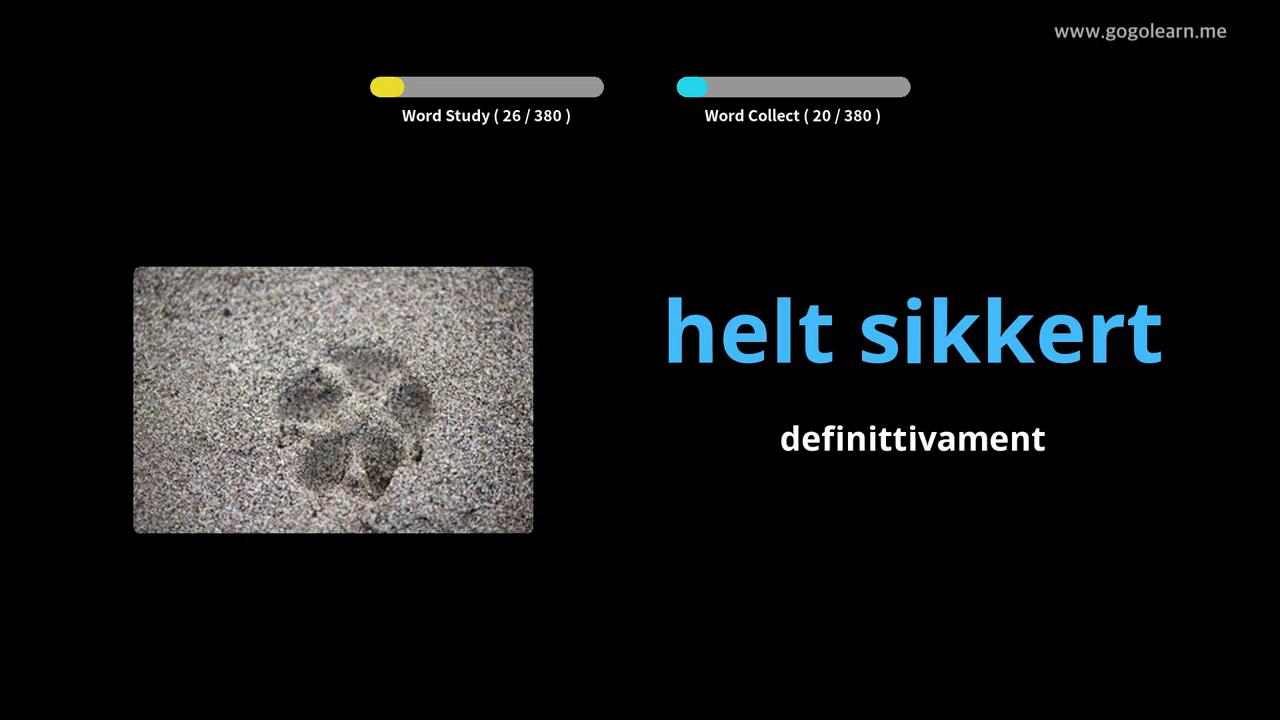 www.gogolearn.me
Word Study ( 26 / 380 )
Word Collect ( 20 / 380 )
helt sikkert
definittivament